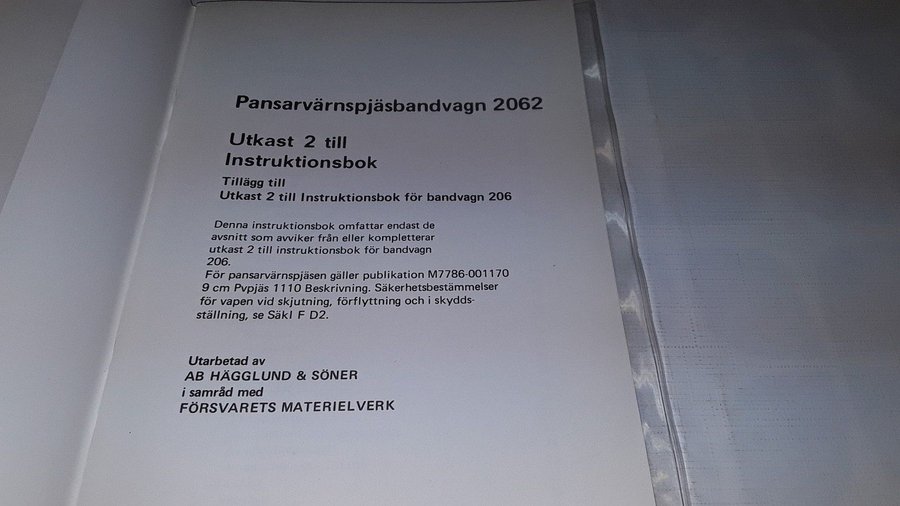 Pansarvärnspjäsbandvagn 2062
Utkast 2 till
Instruktionsbok
Tillägg till
Utkast 2 till Instruktionsbok för bandvagn 206
Denna instruktionsbok omfattar endast de
avsnitt som avviker från eller kompletterar
utkast 2 till instruktionsbok för bandvagn
206.
För pansarvärnspjäsen gäller publikation M7786-001170
9 cm Pvpjäs 1110 Beskrivning. Säkerhetsbestämmelser
för vapen vid skjutning, förflyttning och i skydds-
ställning, se SäkI F D2.
Utarbetad av
AB HÄGGLUND & SÖNER
i samråd med
FÖRSVARETS MATERIELVERK